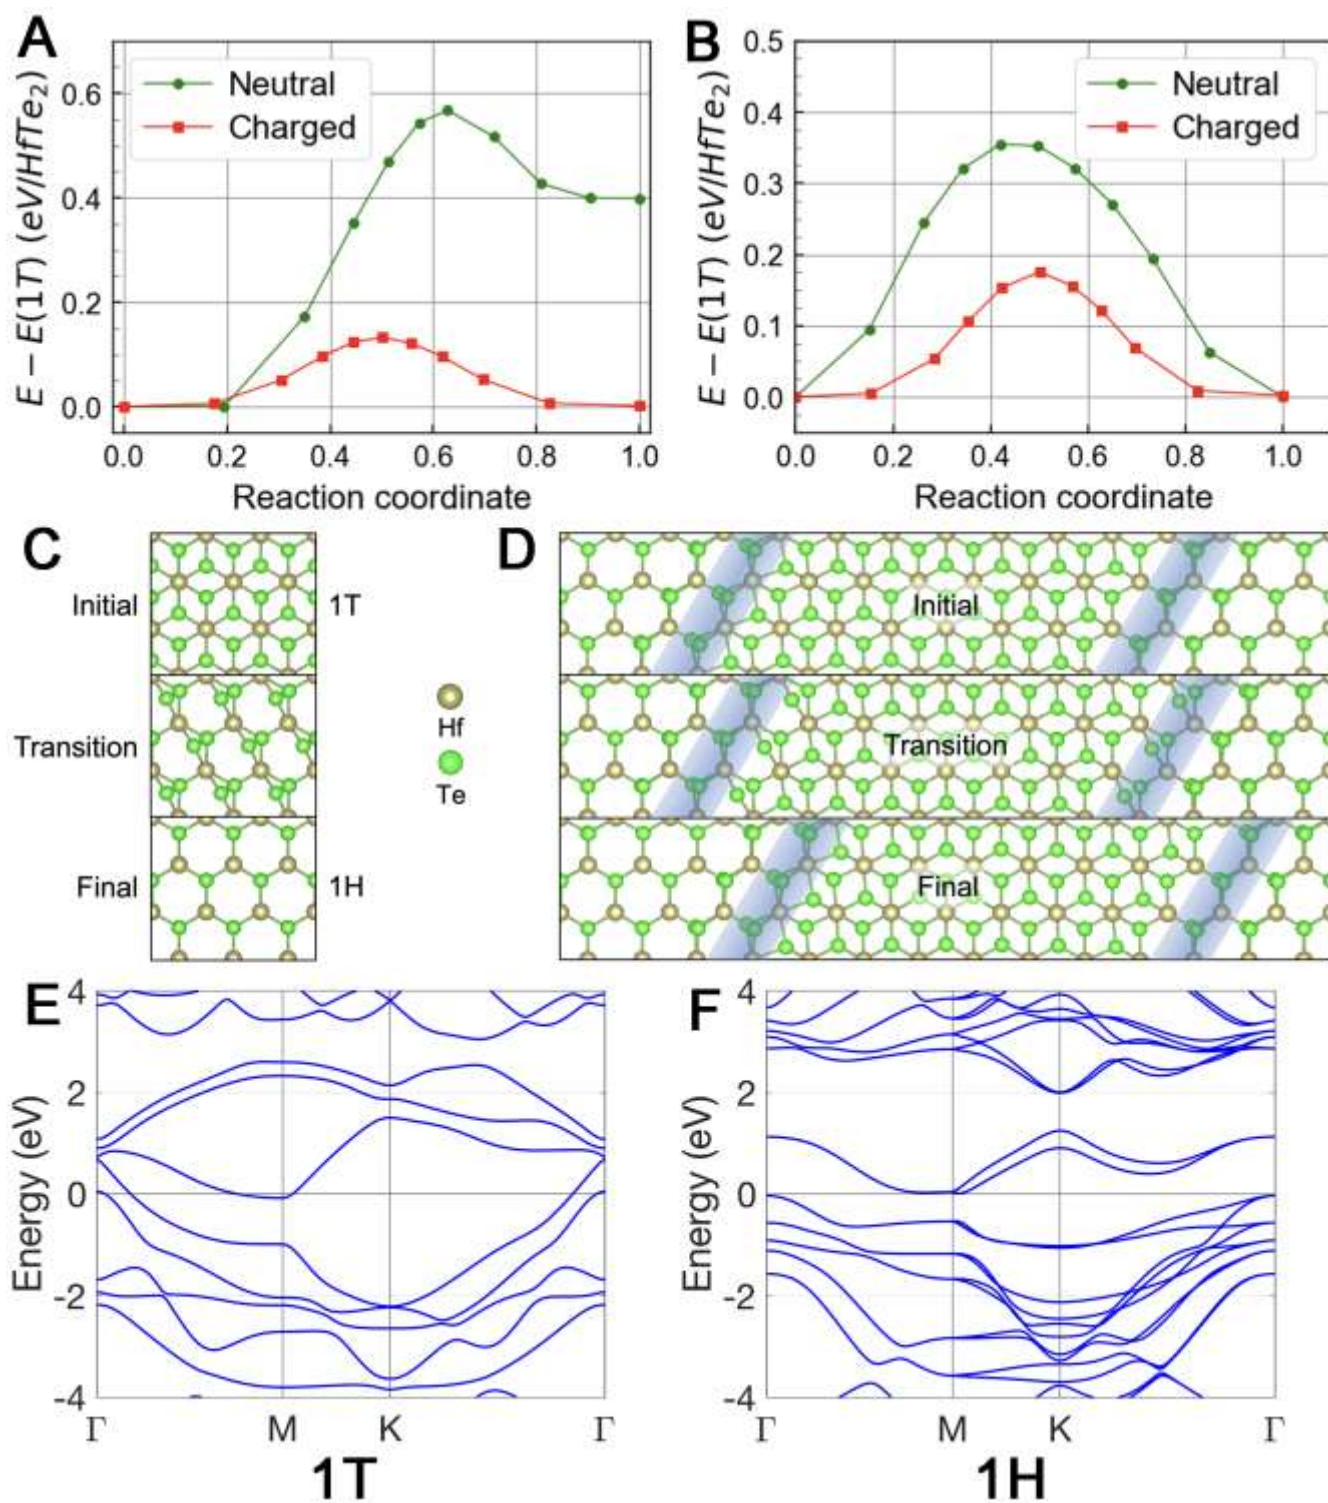 A
B
E − E(1T) (eV/HfTe₂)
0.6
0.4
0.2
0.0
Neutral
Charged
0.0 0.2 0.4 0.6 0.8 1.0
Reaction coordinate
E − E(1T) (eV/HfTe₂)
0.5
0.4
0.3
0.2
0.1
0.0
Neutral
Charged
0.0 0.2 0.4 0.6 0.8 1.0
Reaction coordinate
C
Initial
1T
Transition
Final
1H
Hf
Te
D
Initial
Transition
Final
E
Energy (eV)
4
2
0
-2
-4
Γ M K Γ
1T
F
Energy (eV)
4
2
0
-2
-4
Γ M K Γ
1H